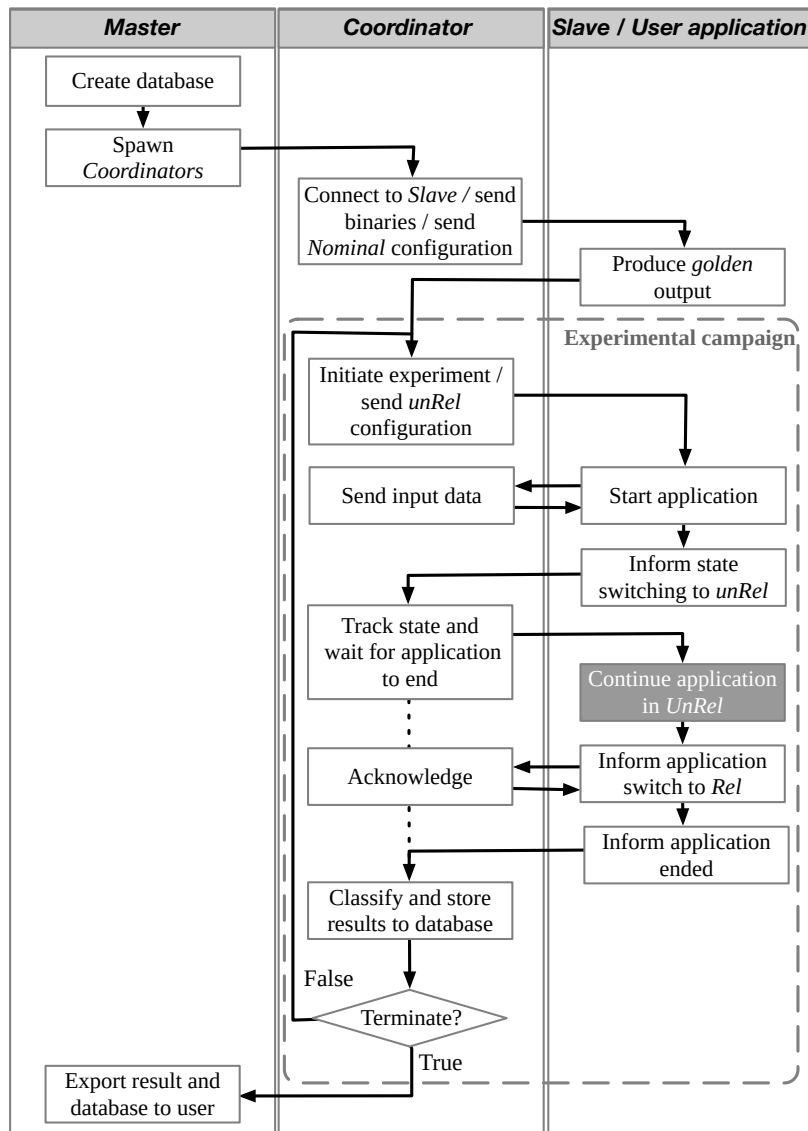 Master
Coordinator
Slave / User application
Create database
Spawn
Coordinators
Connect to Slave / send
binaries / send
Nominal configuration
Produce golden
output
Experimental campaign
Initiate experiment /
send unRel
configuration
Send input data
Start application
Inform state
switching to unRel
Track state and
wait for application
to end
Continue application
in UnRel
Acknowledge
Inform application
switch to Rel
Inform application
ended
Classify and store
results to database
False
Terminate?
True
Export result and
database to user